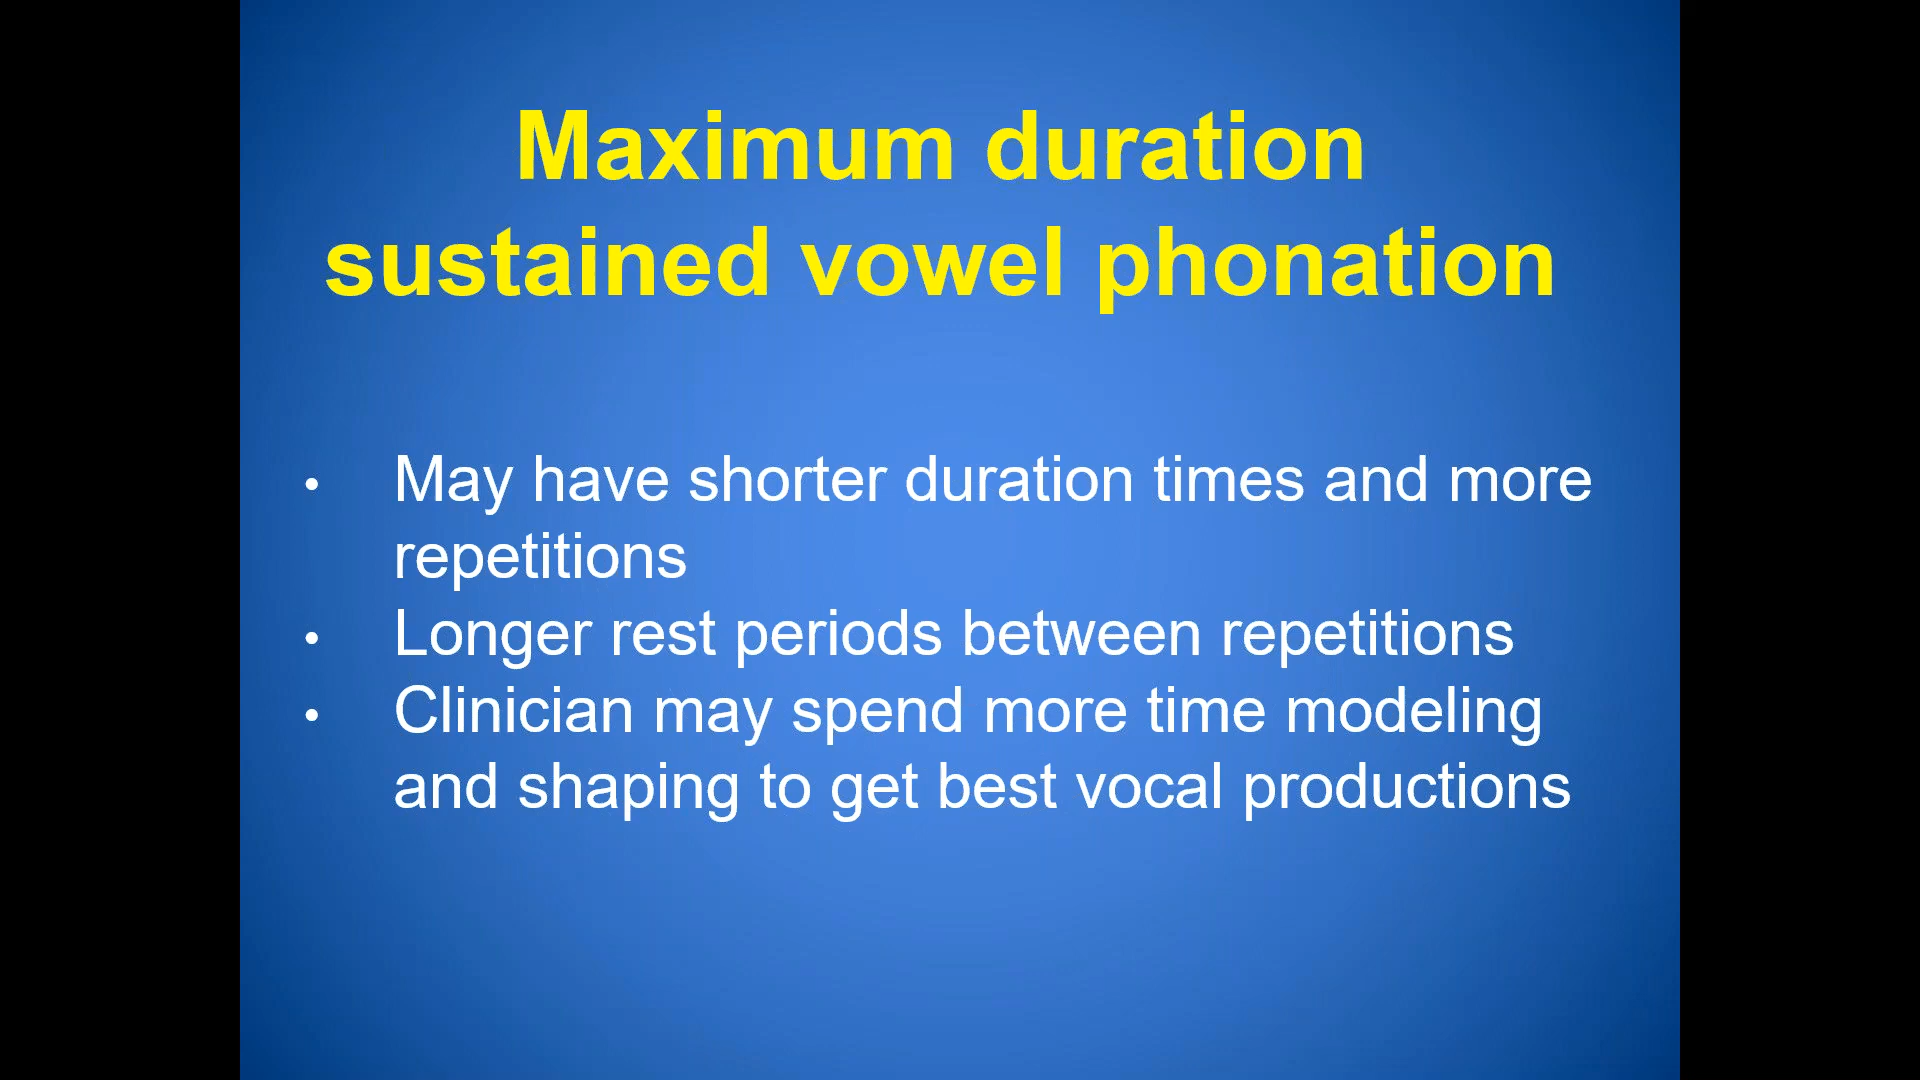 Maximum duration
sustained vowel phonation
• May have shorter duration times and more
repetitions
• Longer rest periods between repetitions
• Clinician may spend more time modeling
and shaping to get best vocal productions